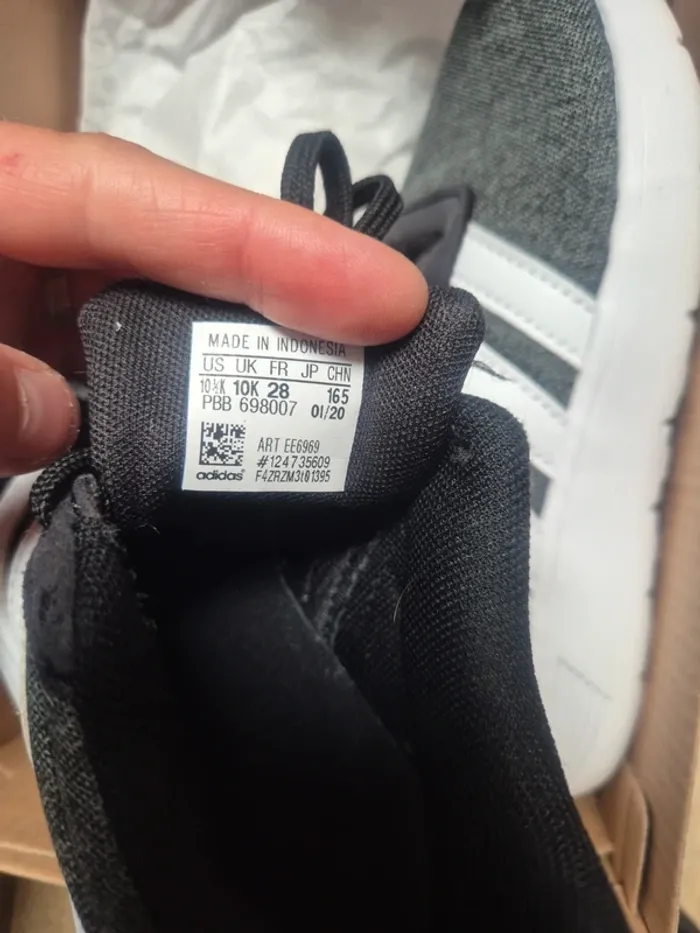 MADE IN INDONESIA
US UK FR JP CHN
10½K 10K 28 165
PBB 698007 01/20
ART EE6969
#124735609
adidas F4ZRZM3t01395